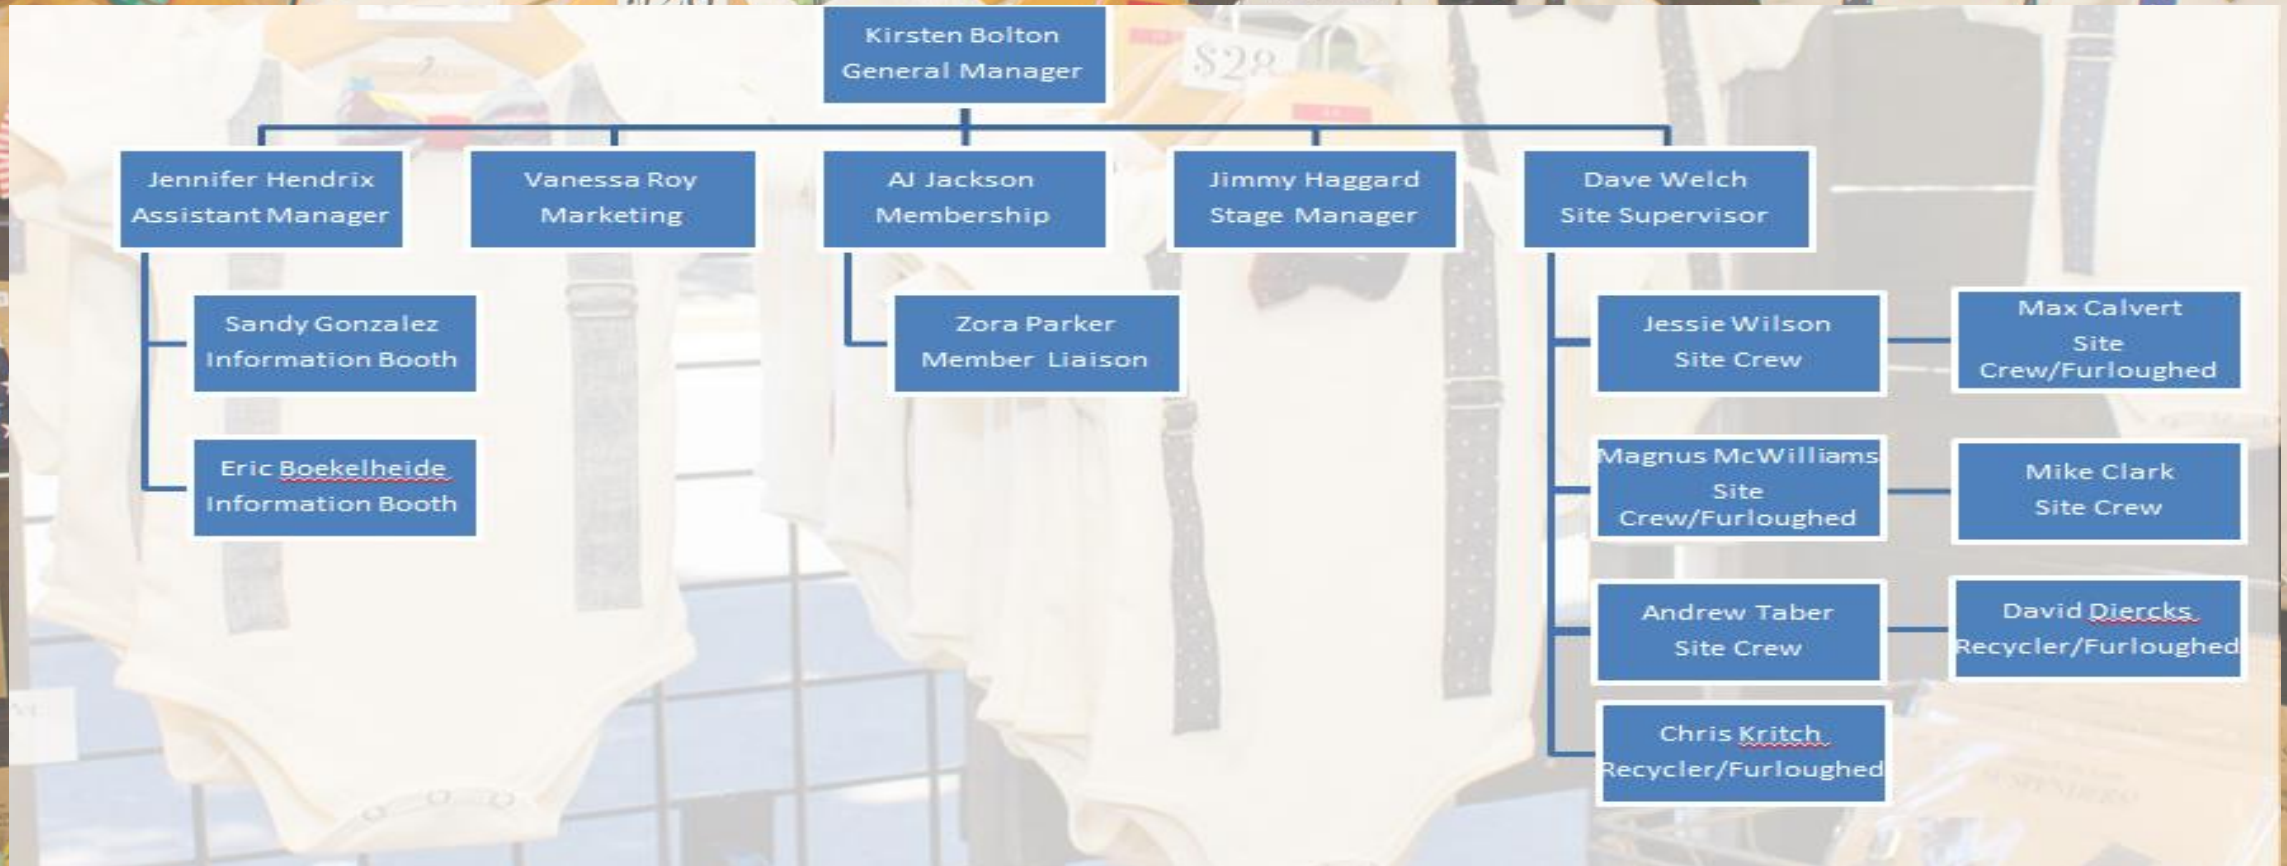 $28
Kirsten Bolton
General Manager
Jennifer Hendrix
Assistant Manager
Vanessa Roy
Marketing
AJ Jackson
Membership
Jimmy Haggard
Stage Manager
Dave Welch
Site Supervisor
Sandy Gonzalez
Information Booth
Eric Boekelheide
Information Booth
Zora Parker
Member Liaison
Jessie Wilson
Site Crew
Max Calvert
Site
Crew/Furloughed
Magnus McWilliams
Site
Crew/Furloughed
Mike Clark
Site Crew
Andrew Taber
Site Crew
David Diercks
Recycler/Furloughed
Chris Kritch
Recycler/Furloughed